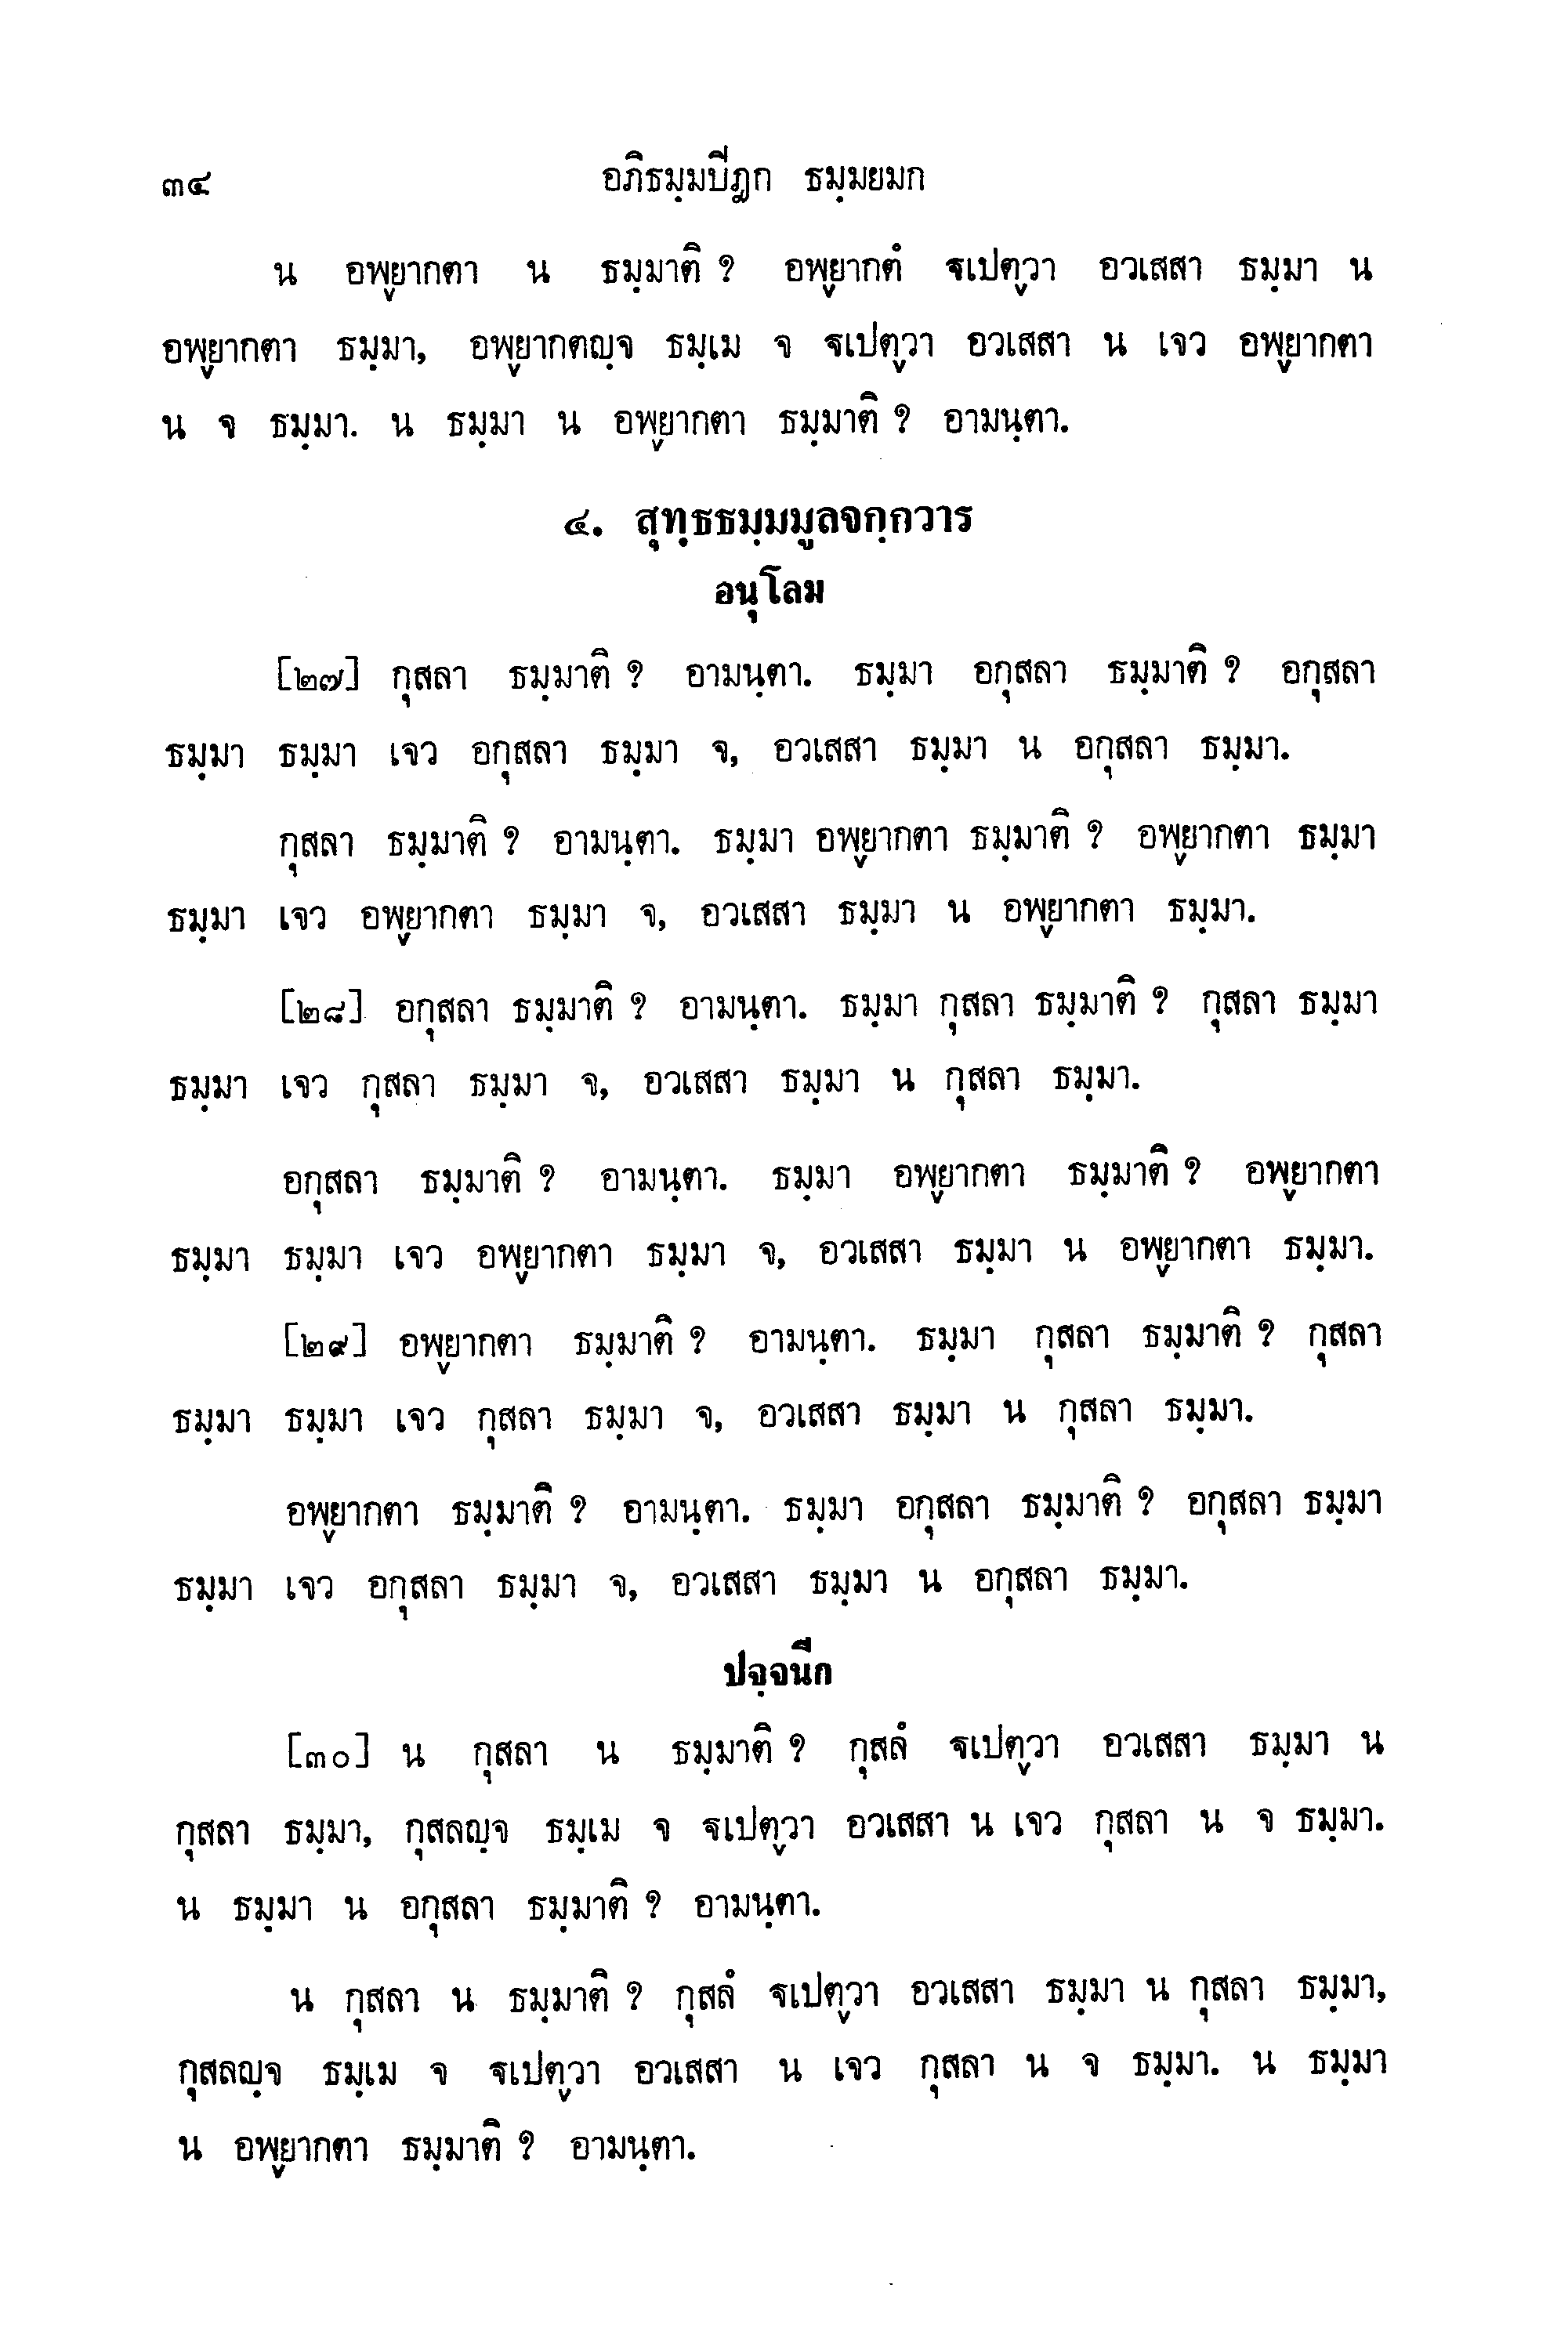 ๓๔ อภิธมฺมปิฎก ธมฺมยมก
น อพฺยากตา น ธมฺมาติ ? อพฺยากตํ ฐเปตฺวา อวเสสา ธมฺมา น
อพฺยากตา ธมฺมา, อพฺยากตญฺจ ธมฺเม จ ฐเปตฺวา อวเสสา น เจว อพฺยากตา
น จ ธมฺมา. น ธมฺมา น อพฺยากตา ธมฺมาติ ? อามนฺตา.
๔. สุทฺธธมฺมมูลจกฺกวาร
อนุโลม
[๒๗] กุสลา ธมฺมาติ ? อามนฺตา. ธมฺมา อกุสลา ธมฺมาติ ? อกุสลา
ธมฺมา ธมฺมา เจว อกุสลา ธมฺมา จ, อวเสสา ธมฺมา น อกุสลา ธมฺมา.
กุสลา ธมฺมาติ ? อามนฺตา. ธมฺมา อพฺยากตา ธมฺมาติ ? อพฺยากตา ธมฺมา
ธมฺมา เจว อพฺยากตา ธมฺมา จ, อวเสสา ธมฺมา น อพฺยากตา ธมฺมา.
[๒๘] อกุสลา ธมฺมาติ ? อามนฺตา. ธมฺมา กุสลา ธมฺมาติ ? กุสลา ธมฺมา
ธมฺมา เจว กุสลา ธมฺมา จ, อวเสสา ธมฺมา น กุสลา ธมฺมา.
อกุสลา ธมฺมาติ ? อามนฺตา. ธมฺมา อพฺยากตา ธมฺมาติ ? อพฺยากตา
ธมฺมา ธมฺมา เจว อพฺยากตา ธมฺมา จ, อวเสสา ธมฺมา น อพฺยากตา ธมฺมา.
[๒๙] อพฺยากตา ธมฺมาติ ? อามนฺตา. ธมฺมา กุสลา ธมฺมาติ ? กุสลา
ธมฺมา ธมฺมา เจว กุสลา ธมฺมา จ, อวเสสา ธมฺมา น กุสลา ธมฺมา.
อพฺยากตา ธมฺมาติ ? อามนฺตา. ธมฺมา อกุสลา ธมฺมาติ ? อกุสลา ธมฺมา
ธมฺมา เจว อกุสลา ธมฺมา จ, อวเสสา ธมฺมา น อกุสลา ธมฺมา.
ปจฺจนีก
[๓๐] น กุสลา น ธมฺมาติ ? กุสลํ ฐเปตฺวา อวเสสา ธมฺมา น
กุสลา ธมฺมา, กุสลญฺจ ธมฺเม จ ฐเปตฺวา อวเสสา น เจว กุสลา น จ ธมฺมา.
น ธมฺมา น อกุสลา ธมฺมาติ ? อามนฺตา.
น กุสลา น ธมฺมาติ ? กุสลํ ฐเปตฺวา อวเสสา ธมฺมา น กุสลา ธมฺมา,
กุสลญฺจ ธมฺเม จ ฐเปตฺวา อวเสสา น เจว กุสลา น จ ธมฺมา. น ธมฺมา
น อพฺยากตา ธมฺมาติ ? อามนฺตา.